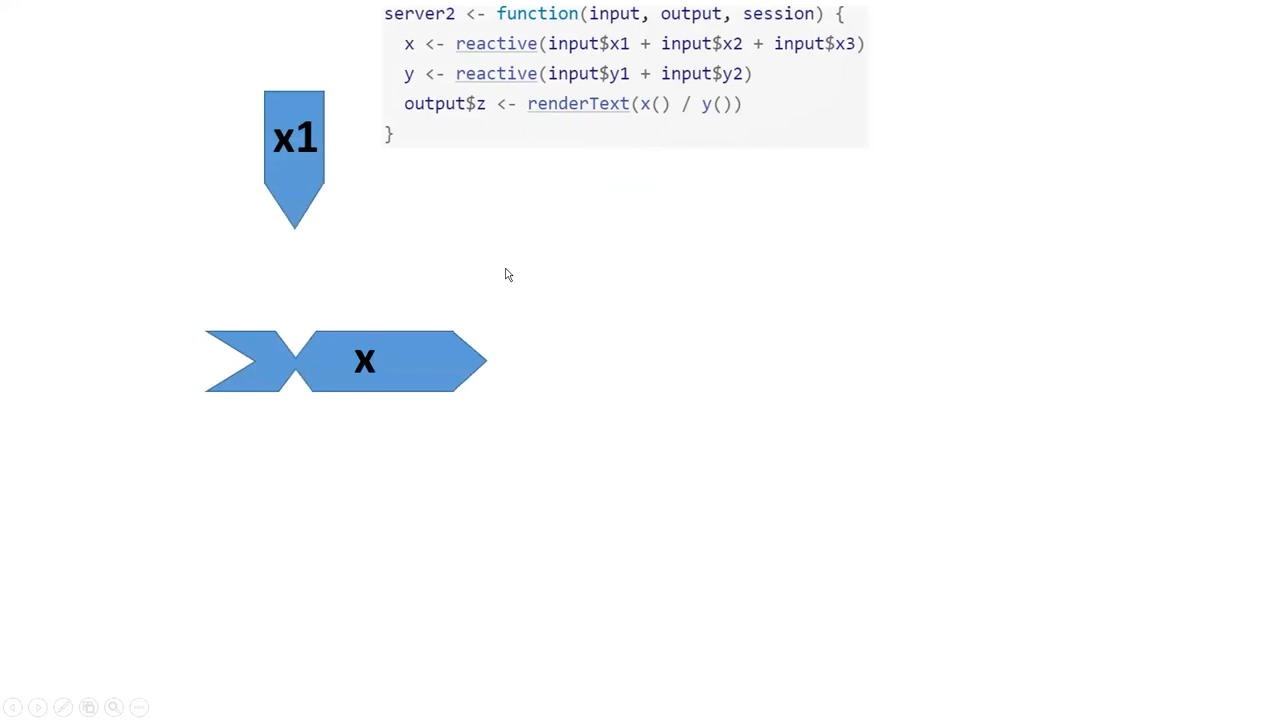 server2 <- function(input, output, session) {
  x <- reactive(input$x1 + input$x2 + input$x3)
  y <- reactive(input$y1 + input$y2)
  output$z <- renderText(x() / y())
}
x1
x